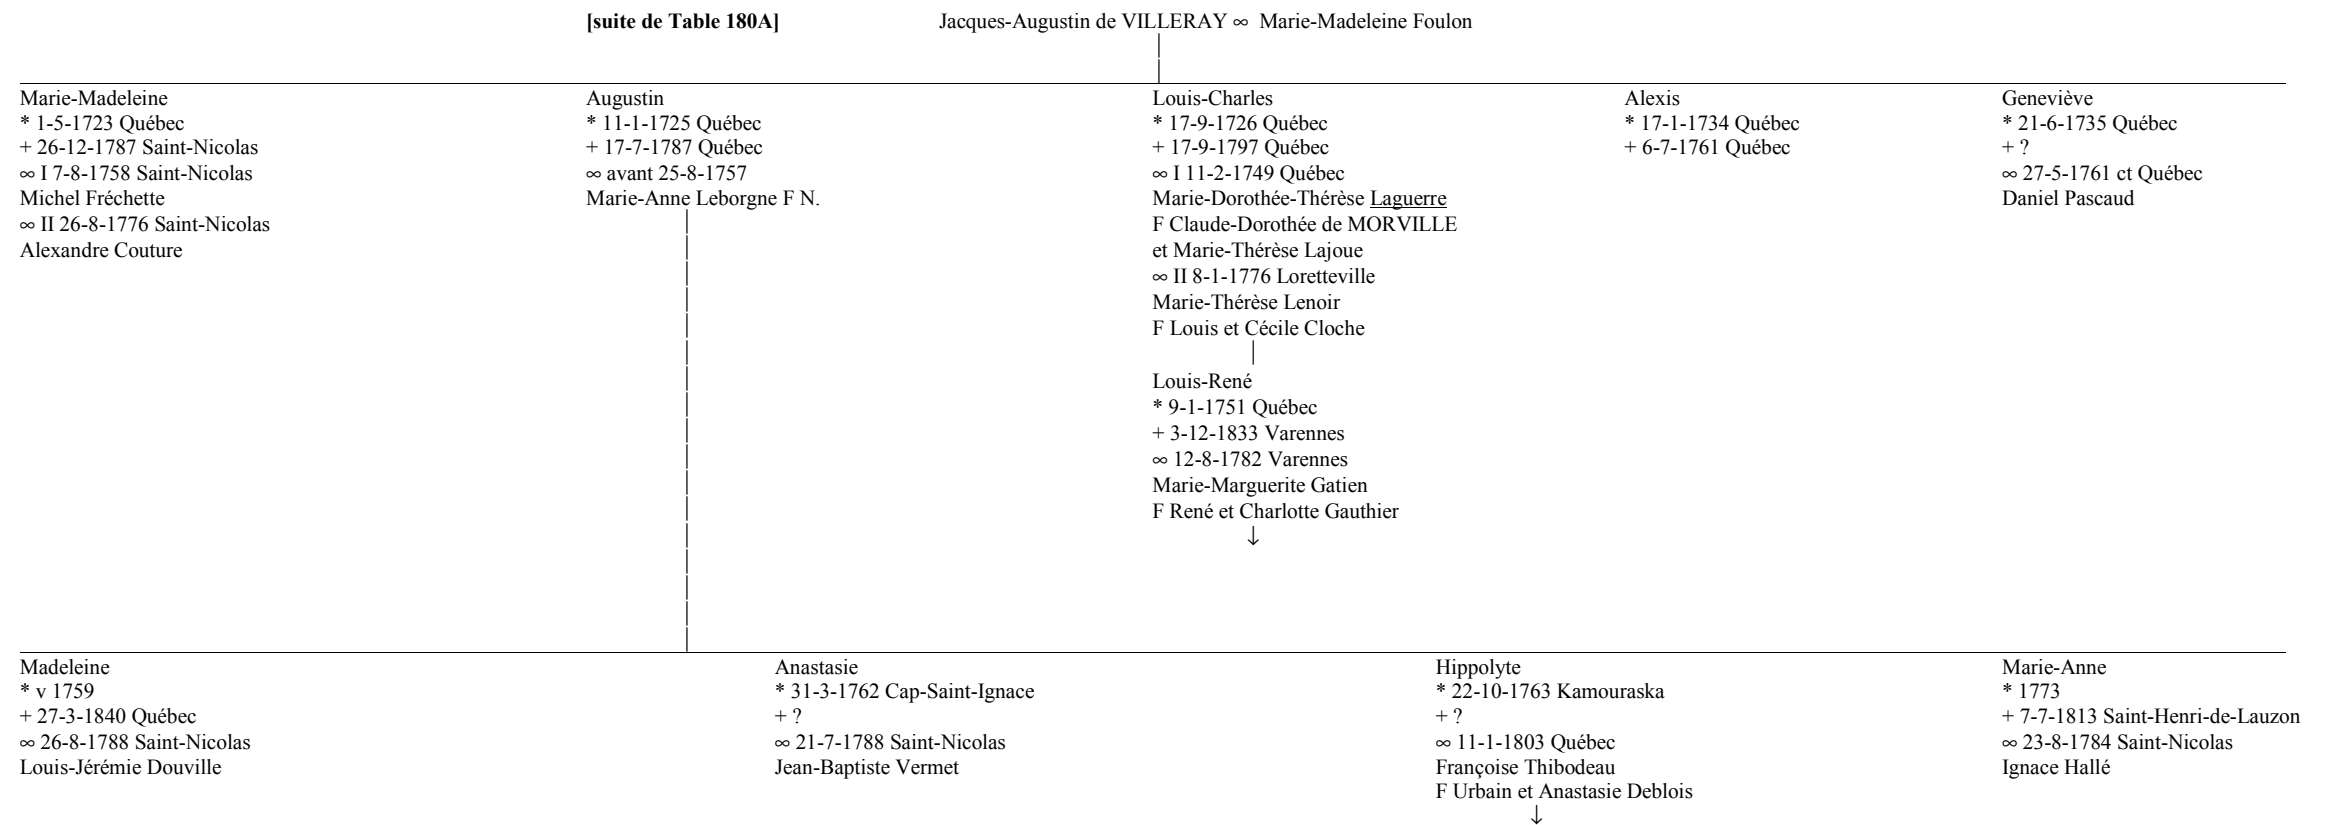 [suite de Table 180A] Jacques-Augustin de VILLERAY ∞ Marie-Madeleine Foulon
Marie-Madeleine
* 1-5-1723 Québec
+ 26-12-1787 Saint-Nicolas
∞ I 7-8-1758 Saint-Nicolas
Michel Fréchette
∞ II 26-8-1776 Saint-Nicolas
Alexandre Couture
Augustin
* 11-1-1725 Québec
+ 17-7-1787 Québec
∞ avant 25-8-1757
Marie-Anne Leborgne F N.
Louis-Charles
* 17-9-1726 Québec
+ 17-9-1797 Québec
∞ I 11-2-1749 Québec
Marie-Dorothée-Thérèse Laguerre
F Claude-Dorothée de MORVILLE
et Marie-Thérèse Lajoue
∞ II 8-1-1776 Loretteville
Marie-Thérèse Lenoir
F Louis et Cécile Cloche
Alexis
* 17-1-1734 Québec
+ 6-7-1761 Québec
Geneviève
* 21-6-1735 Québec
+ ?
∞ 27-5-1761 ct Québec
Daniel Pascaud
Louis-René
* 9-1-1751 Québec
+ 3-12-1833 Varennes
∞ 12-8-1782 Varennes
Marie-Marguerite Gatien
F René et Charlotte Gauthier
↓
Madeleine
* v 1759
+ 27-3-1840 Québec
∞ 26-8-1788 Saint-Nicolas
Louis-Jérémie Douville
Anastasie
* 31-3-1762 Cap-Saint-Ignace
+ ?
∞ 21-7-1788 Saint-Nicolas
Jean-Baptiste Vermet
Hippolyte
* 22-10-1763 Kamouraska
+ ?
∞ 11-1-1803 Québec
Françoise Thibodeau
F Urbain et Anastasie Deblois
↓
Marie-Anne
* 1773
+ 7-7-1813 Saint-Henri-de-Lauzon
∞ 23-8-1784 Saint-Nicolas
Ignace Hallé